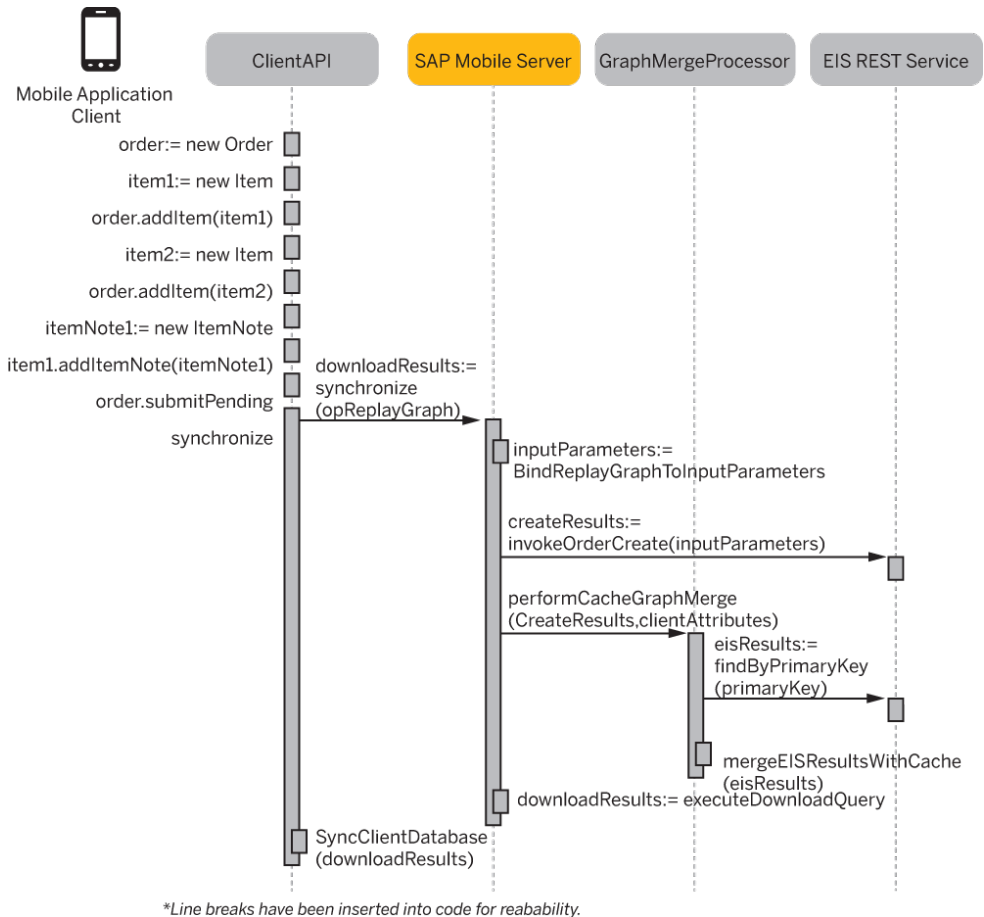 Mobile Application
Client
ClientAPI
SAP Mobile Server
GraphMergeProcessor
EIS REST Service
order:= new Order
item1:= new Item
order.addItem(item1)
item2:= new Item
order.addItem(item2)
itemNote1:= new ItemNote
item1.addItemNote(itemNote1)
order.submitPending
synchronize
downloadResults:=
synchronize
(opReplayGraph)
inputParameters:=
BindReplayGraphToInputParameters
createResults:=
invokeOrderCreate(inputParameters)
performCacheGraphMerge
(CreateResults,clientAttributes)
eisResults:=
findByPrimaryKey
(primaryKey)
mergeEISResultsWithCache
(eisResults)
downloadResults:= executeDownloadQuery
SyncClientDatabase
(downloadResults)
*Line breaks have been inserted into code for reabability.